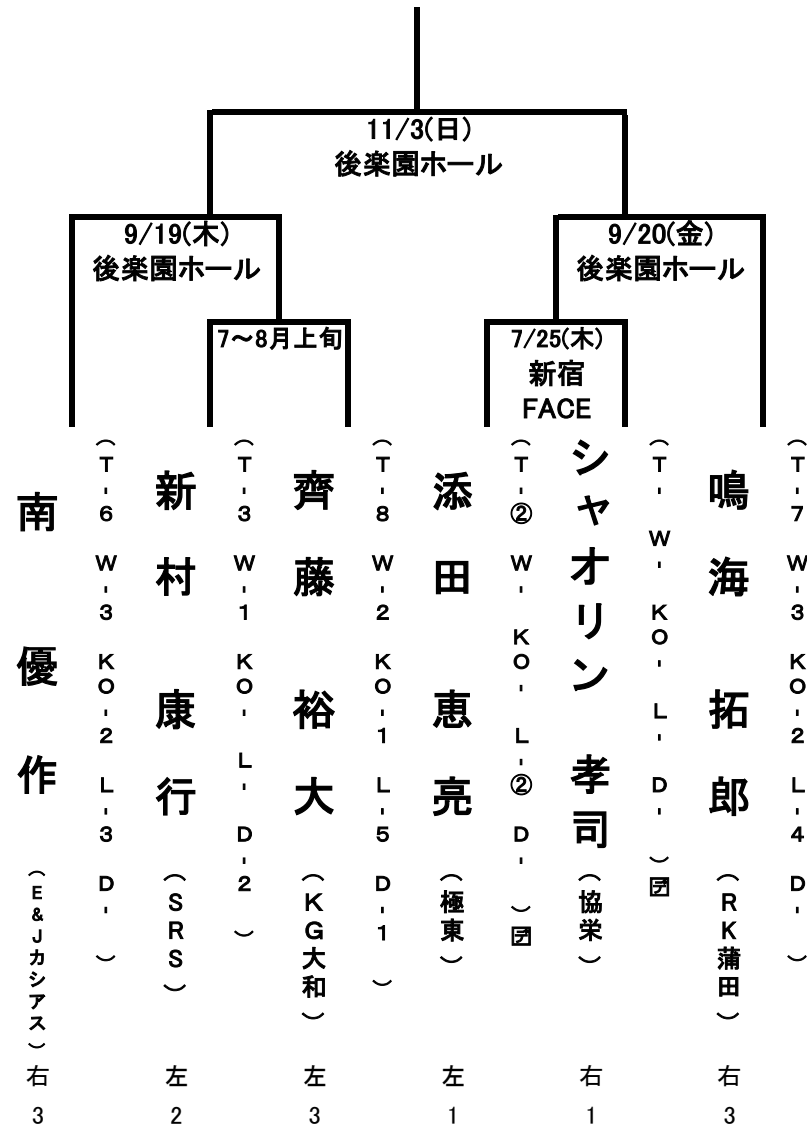 11/3(日)
後楽園ホール
9/19(木)
後楽園ホール
9/20(金)
後楽園ホール
7〜8月上旬
7/25(木)
新宿
FACE
南 優作
(E&Jカシアス)
右
3
(T-6 W-3 KO-2 L-3 D- )
新村 康行
(SRS)
左
2
(T-3 W-1 KO- L- D-2 )
齊藤 裕大
(KG大和)
左
3
(T-8 W-2 KO-1 L-5 D-1 )
添田 恵亮
(極東)
左
1
(T-② W- KO- L-② D- )デ
シャオリン 孝司
(協栄)
右
1
(T- W- KO- L- D- )デ
鳴海 拓郎
(RK蒲田)
右
3
(T-7 W-3 KO-2 L-4 D- )